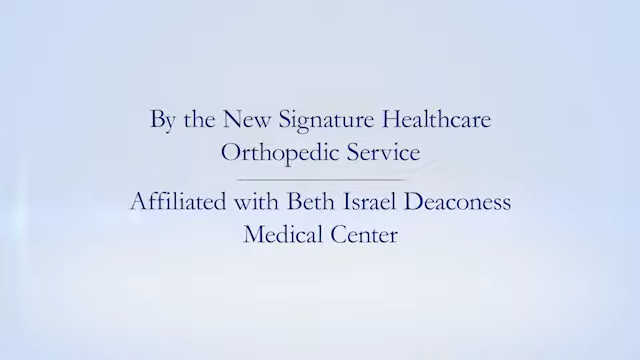 By the New Signature Healthcare
Orthopedic Service
Affiliated with Beth Israel Deaconess
Medical Center